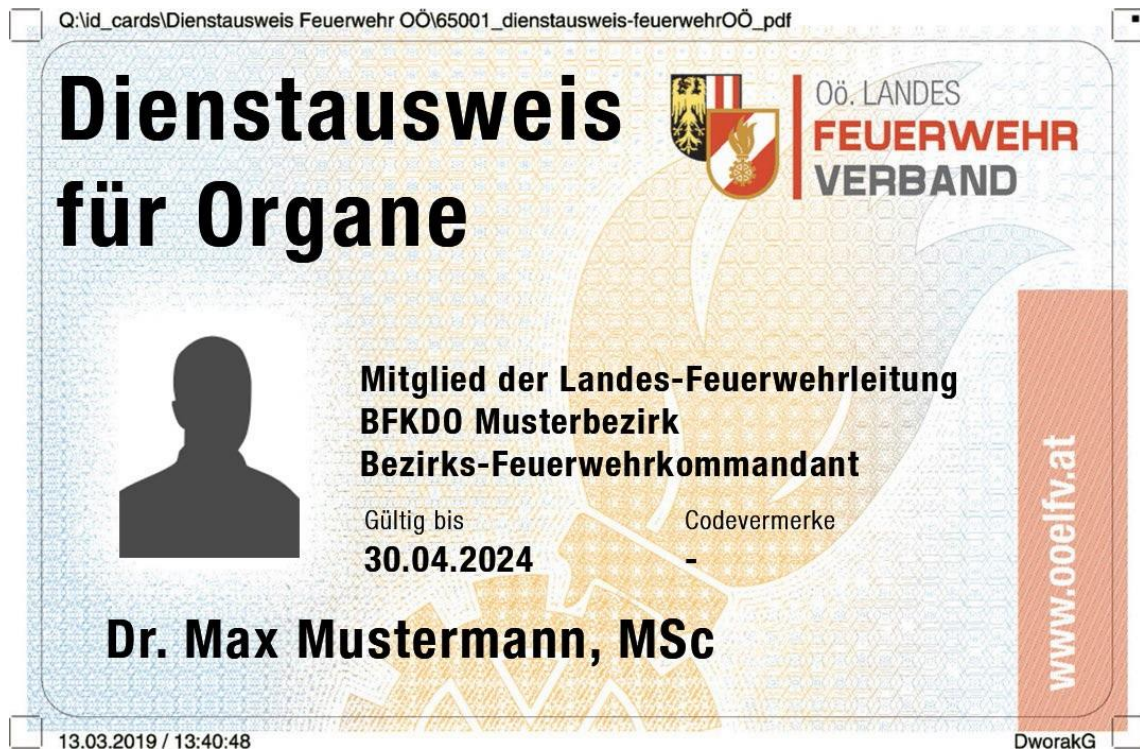 Q:\id_cards\Dienstausweis Feuerwehr OÖ\65001_dienstausweis-feuerwehrOÖ_pdf
Dienstausweis
für Organe
Oö. LANDES
FEUERWEHR
VERBAND
Mitglied der Landes-Feuerwehrleitung
BFKDO Musterbezirk
Bezirks-Feuerwehrkommandant
Gültig bis
Codevermerke
30.04.2024
-
Dr. Max Mustermann, MSc
www.ooelfv.at
13.03.2019 / 13:40:48
DworakG